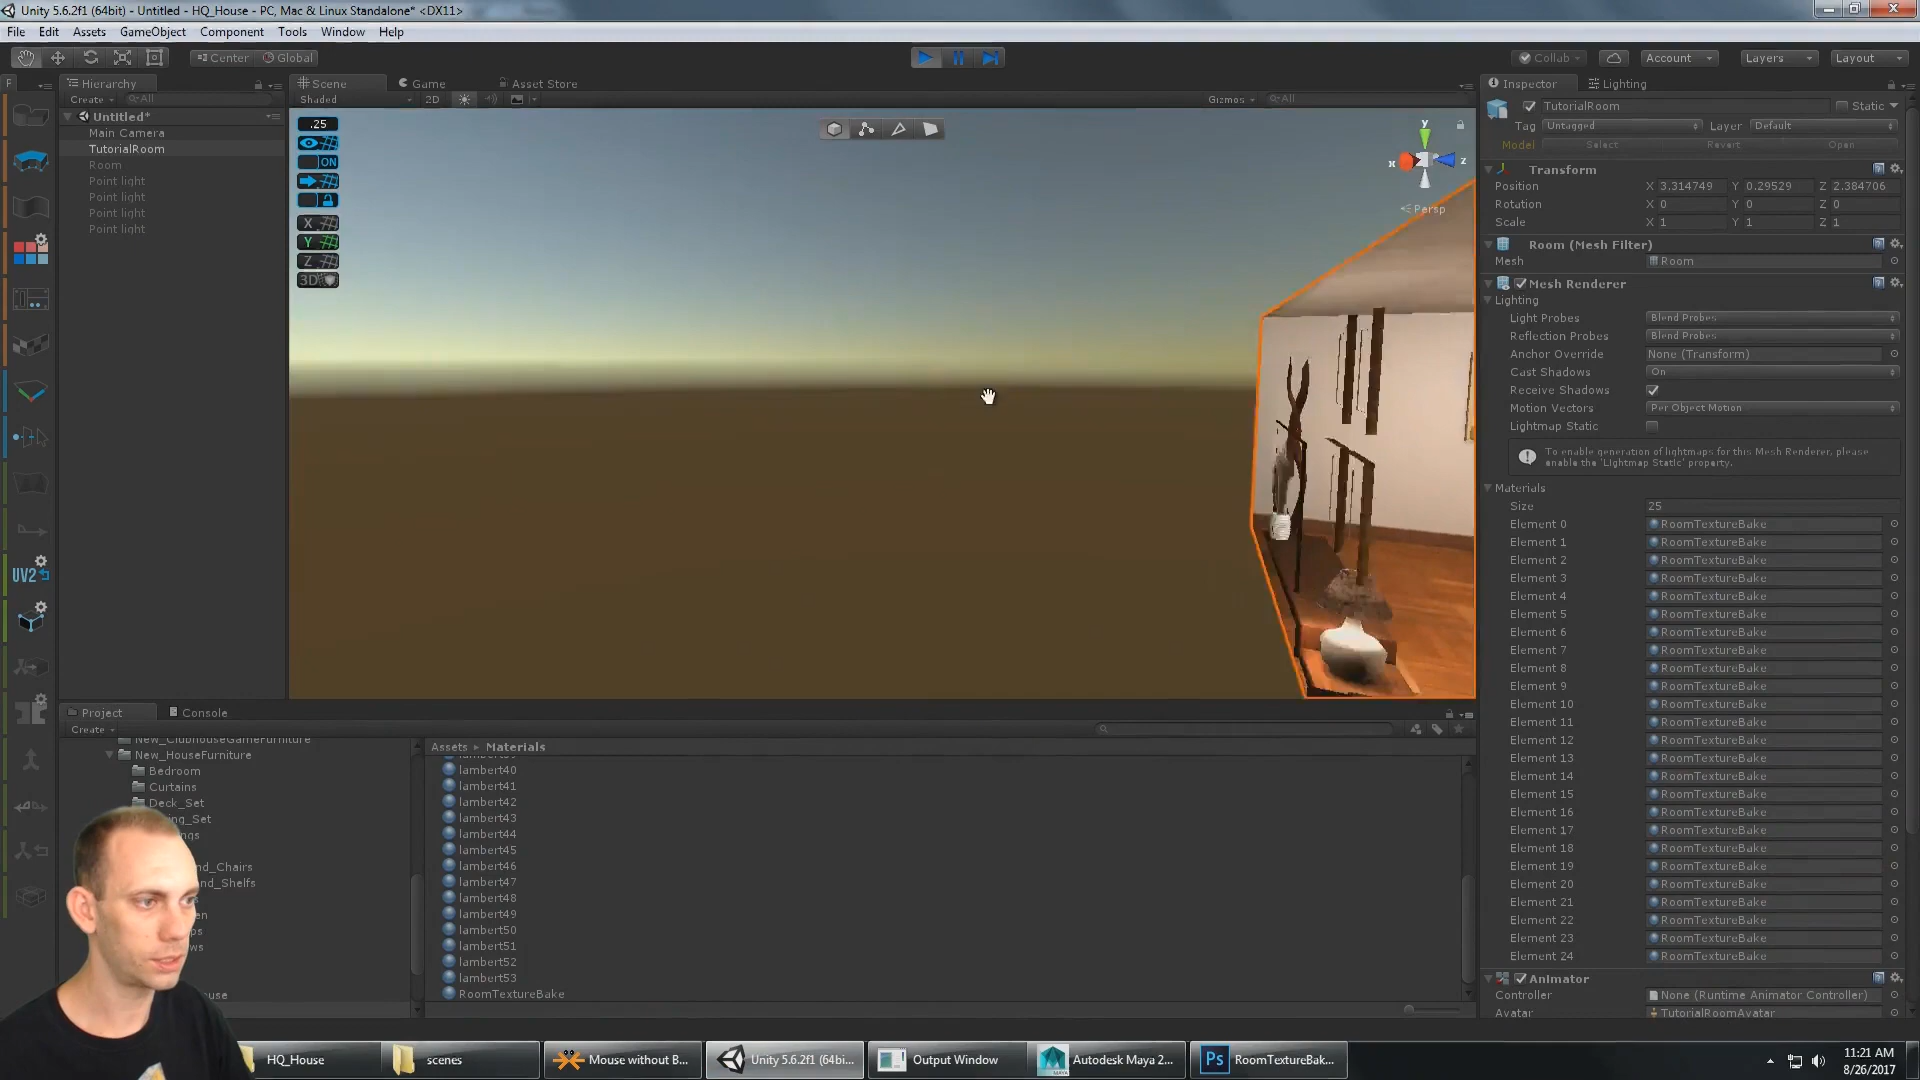 Unity 5.6.2f1 (64bit) - Untitled - HQ_House - PC, Mac & Linux Standalone* <DX11>
File Edit Assets GameObject Component Tools Window Help
Center Global
Collab Account Layers Layout
Hierarchy
Create All
Untitled*
Main Camera
TutorialRoom
Room
Point light
Point light
Point light
Point light
UV2
Scene Game Asset Store
Shaded 2D Gizmos All
.25
ON
X
Y
Z
3D
y
x z
Persp
Inspector Lighting
TutorialRoom Static
Tag Untagged Layer Default
Model Select Revert Open
Transform
Position X 3.314749 Y 0.29529 Z 2.384706
Rotation X 0 Y 0 Z 0
Scale X 1 Y 1 Z 1
Room (Mesh Filter)
Mesh Room
Mesh Renderer
Lighting
Light Probes Blend Probes
Reflection Probes Blend Probes
Anchor Override None (Transform)
Cast Shadows On
Receive Shadows
Motion Vectors Per Object Motion
Lightmap Static
To enable generation of lightmaps for this Mesh Renderer, please
enable the 'Lightmap Static' property.
Materials
Size 25
Element 0 RoomTextureBake
Element 1 RoomTextureBake
Element 2 RoomTextureBake
Element 3 RoomTextureBake
Element 4 RoomTextureBake
Element 5 RoomTextureBake
Element 6 RoomTextureBake
Element 7 RoomTextureBake
Element 8 RoomTextureBake
Element 9 RoomTextureBake
Element 10 RoomTextureBake
Element 11 RoomTextureBake
Element 12 RoomTextureBake
Element 13 RoomTextureBake
Element 14 RoomTextureBake
Element 15 RoomTextureBake
Element 16 RoomTextureBake
Element 17 RoomTextureBake
Element 18 RoomTextureBake
Element 19 RoomTextureBake
Element 20 RoomTextureBake
Element 21 RoomTextureBake
Element 22 RoomTextureBake
Element 23 RoomTextureBake
Element 24 RoomTextureBake
Animator
Controller None (Runtime Animator Controller)
Avatar TutorialRoomAvatar
Project Console
Create
New_ClubhouseGameFurniture
New_HouseFurniture
Bedroom
Curtains
Deck_Set
ing_Set
ngs
nd_Chairs
nd_Shelfs
s
en
ps
ws
ouse
Assets Materials
lambert40
lambert41
lambert42
lambert43
lambert44
lambert45
lambert46
lambert47
lambert48
lambert49
lambert50
lambert51
lambert52
lambert53
RoomTextureBake
HQ_House
scenes
Mouse without B...
Unity 5.6.2f1 (64bi...
Output Window
Autodesk Maya 2...
Ps RoomTextureBak...
11:21 AM
8/26/2017